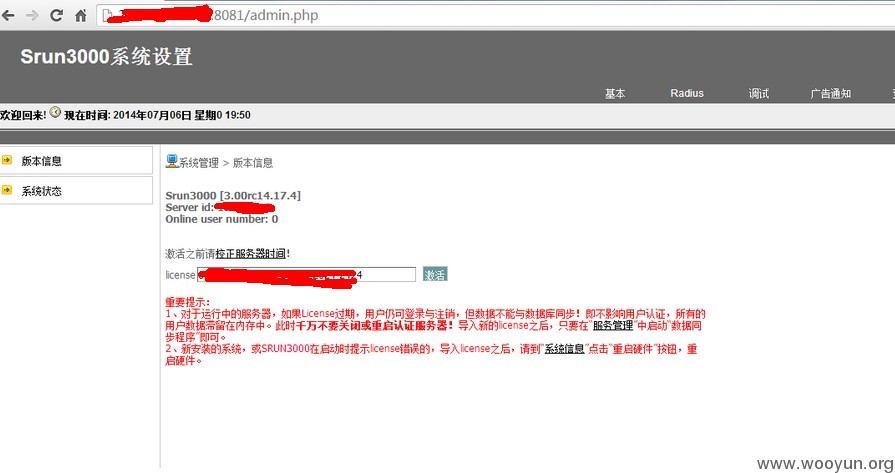 :8081/admin.php
Srun3000系统设置
基本 Radius 调试 广告通知
欢迎回来! 现在时间: 2014年07月06日 星期0 19:50
版本信息
系统状态
系统管理 > 版本信息
Srun3000 [3.00rc14.17.4]
Server id:
Online user number: 0
激活之前请校正服务器时间!
license 4 激活
重要提示:
1、对于运行中的服务器，如果License过期，用户仍可登录与注销，但数据不能与数据库同步！即不影响用户认证，所有的
用户数据滞留在内存中。此时千万不要关闭或重启认证服务器！导入新的license之后，只要在"服务管理"中启动"数据同
步程序"即可。
2、新安装的系统，或SRUN3000在启动时提示license错误的，导入license之后，请到"系统信息"点击"重启硬件"按钮，重
启硬件。
www.wooyun.org